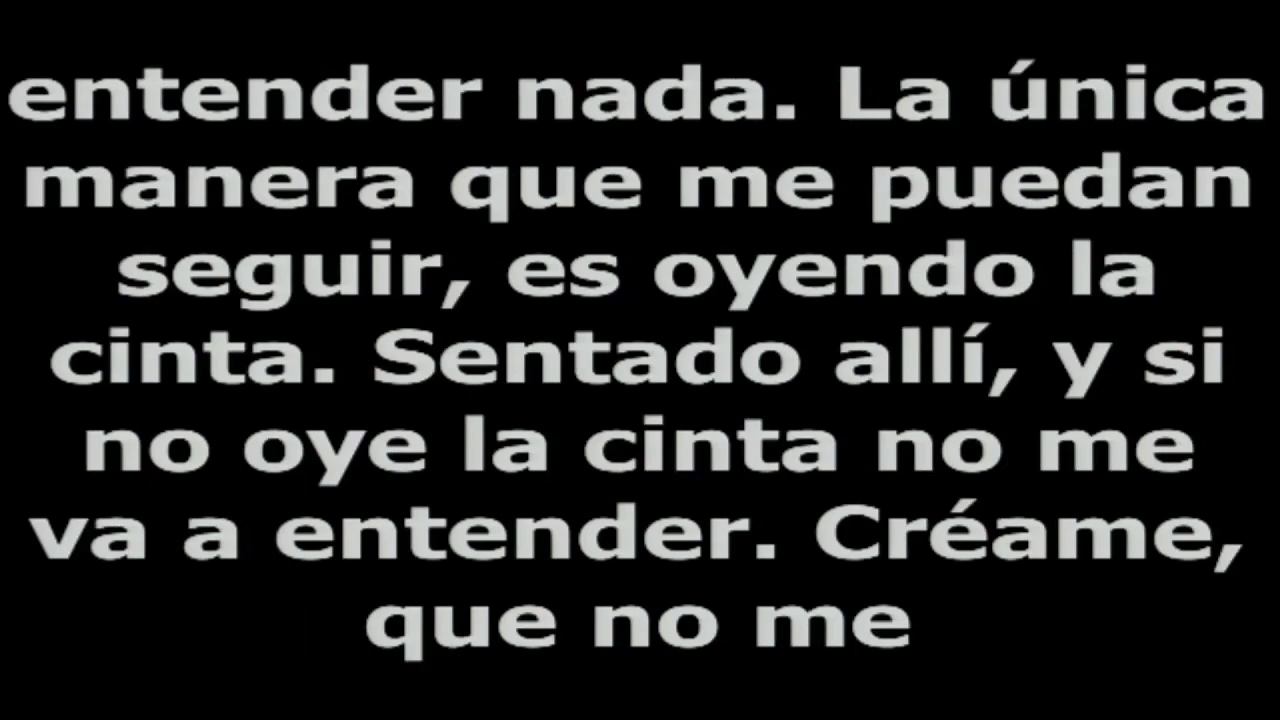 entender nada. La única
manera que me puedan
seguir, es oyendo la
cinta. Sentado allí, y si
no oye la cinta no me
va a entender. Créame,
que no me